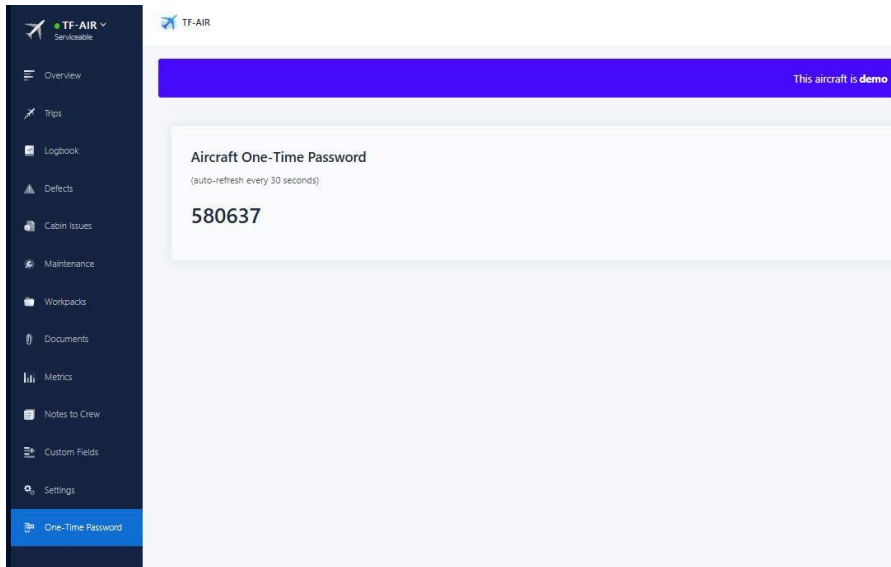 TF-AIR
Serviceable
Overview
Trips
Logbook
Defects
Cabin Issues
Maintenance
Workpacks
Documents
Metrics
Notes to Crew
Custom Fields
Settings
One-Time Password
TF-AIR
This aircraft is demo
Aircraft One-Time Password
(auto-refresh every 30 seconds)
580637